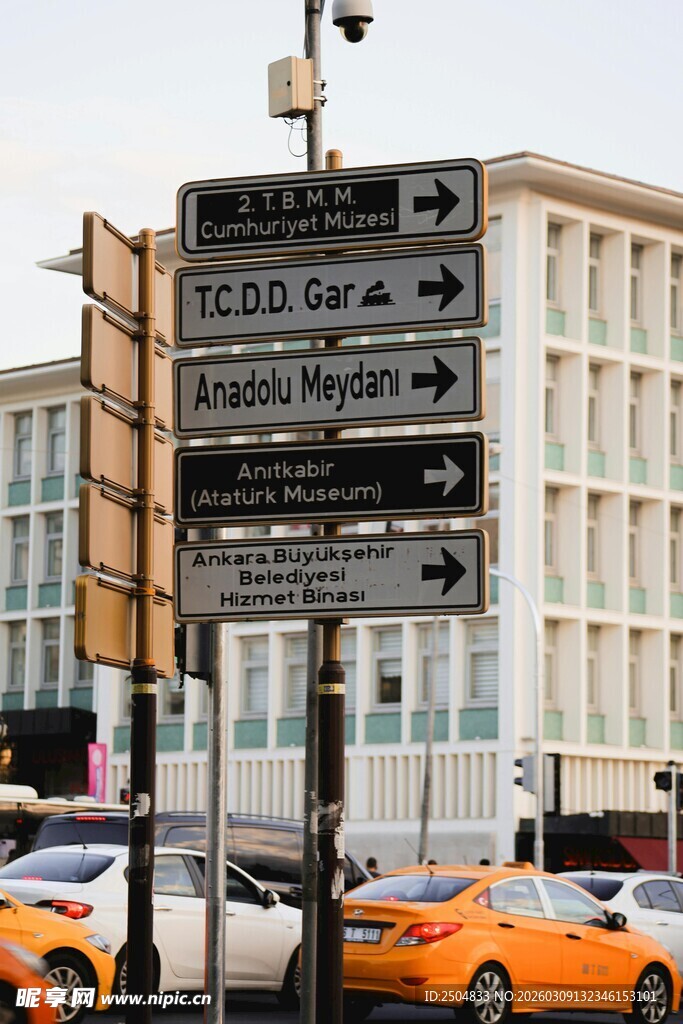 2. T. B. M. M.
Cumhuriyet Müzesi
T.C.D.D. Gar
Anadolu Meydanı
Anıtkabir
(Atatürk Museum)
Ankara Büyükşehir
Belediyesi
Hizmet Binası
昵享网 www.nipic.cn
ID:2504833 NO:20260309132346153101